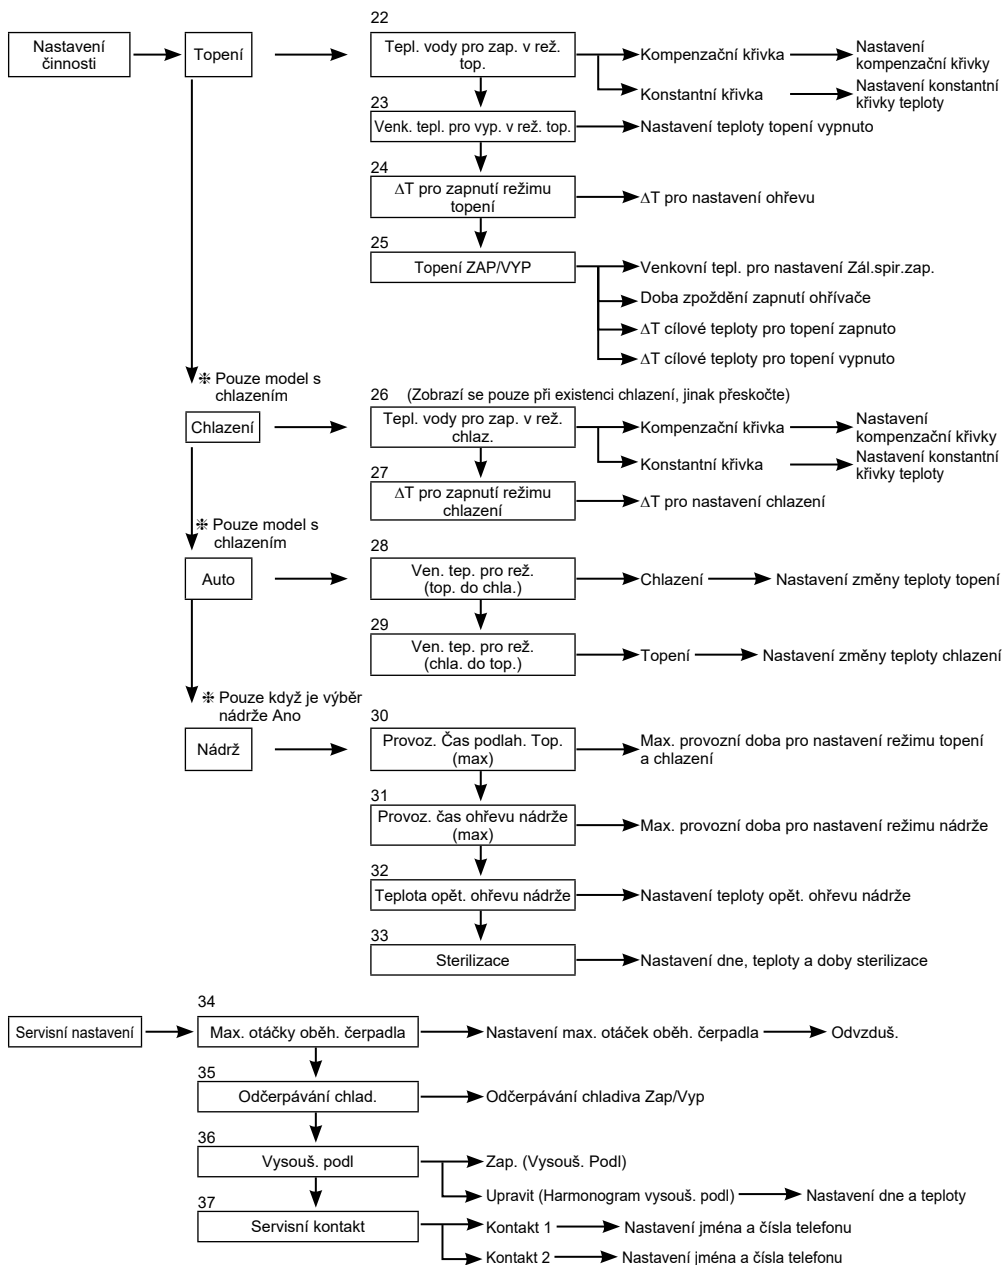 22
Nastavení
činnosti
Topení
Tepl. vody pro zap. v rež.
top.
Kompenzační křivka
Nastavení
kompenzační křivky
Konstantní křivka
Nastavení konstantní
křivky teploty
23
Venk. tepl. pro vyp. v rež. top.
Nastavení teploty topení vypnuto
24
ΔT pro zapnutí režimu
topení
ΔT pro nastavení ohřevu
25
Topení ZAP/VYP
Venkovní tepl. pro nastavení Zál.spir.zap.
Doba zpoždění zapnutí ohřívače
ΔT cílové teploty pro topení zapnuto
ΔT cílové teploty pro topení vypnuto
❉ Pouze model s
chlazením
26 (Zobrazí se pouze při existenci chlazení, jinak přeskočte)
Chlazení
Tepl. vody pro zap. v rež.
chlaz.
Kompenzační křivka
Nastavení
kompenzační křivky
Konstantní křivka
Nastavení konstantní
křivky teploty
27
ΔT pro zapnutí režimu
chlazení
ΔT pro nastavení chlazení
❉ Pouze model s
chlazením
28
Auto
Ven. tep. pro rež.
(top. do chla.)
Chlazení
Nastavení změny teploty topení
29
Ven. tep. pro rež.
(chla. do top.)
Topení
Nastavení změny teploty chlazení
❉ Pouze když je výběr
nádrže Ano
30
Nádrž
Provoz. Čas podlah. Top.
(max)
Max. provozní doba pro nastavení režimu topení
a chlazení
31
Provoz. čas ohřevu nádrže
(max)
Max. provozní doba pro nastavení režimu nádrže
32
Teplota opět. ohřevu nádrže
Nastavení teploty opět. ohřevu nádrže
33
Sterilizace
Nastavení dne, teploty a doby sterilizace
34
Servisní nastavení
Max. otáčky oběh. čerpadla
Nastavení max. otáček oběh. čerpadla
Odvzduš.
35
Odčerpávání chlad.
Odčerpávání chladiva Zap/Vyp
36
Vysouš. podl
Zap. (Vysouš. Podl)
Upravit (Harmonogram vysouš. podl)
Nastavení dne a teploty
37
Servisní kontakt
Kontakt 1
Nastavení jména a čísla telefonu
Kontakt 2
Nastavení jména a čísla telefonu